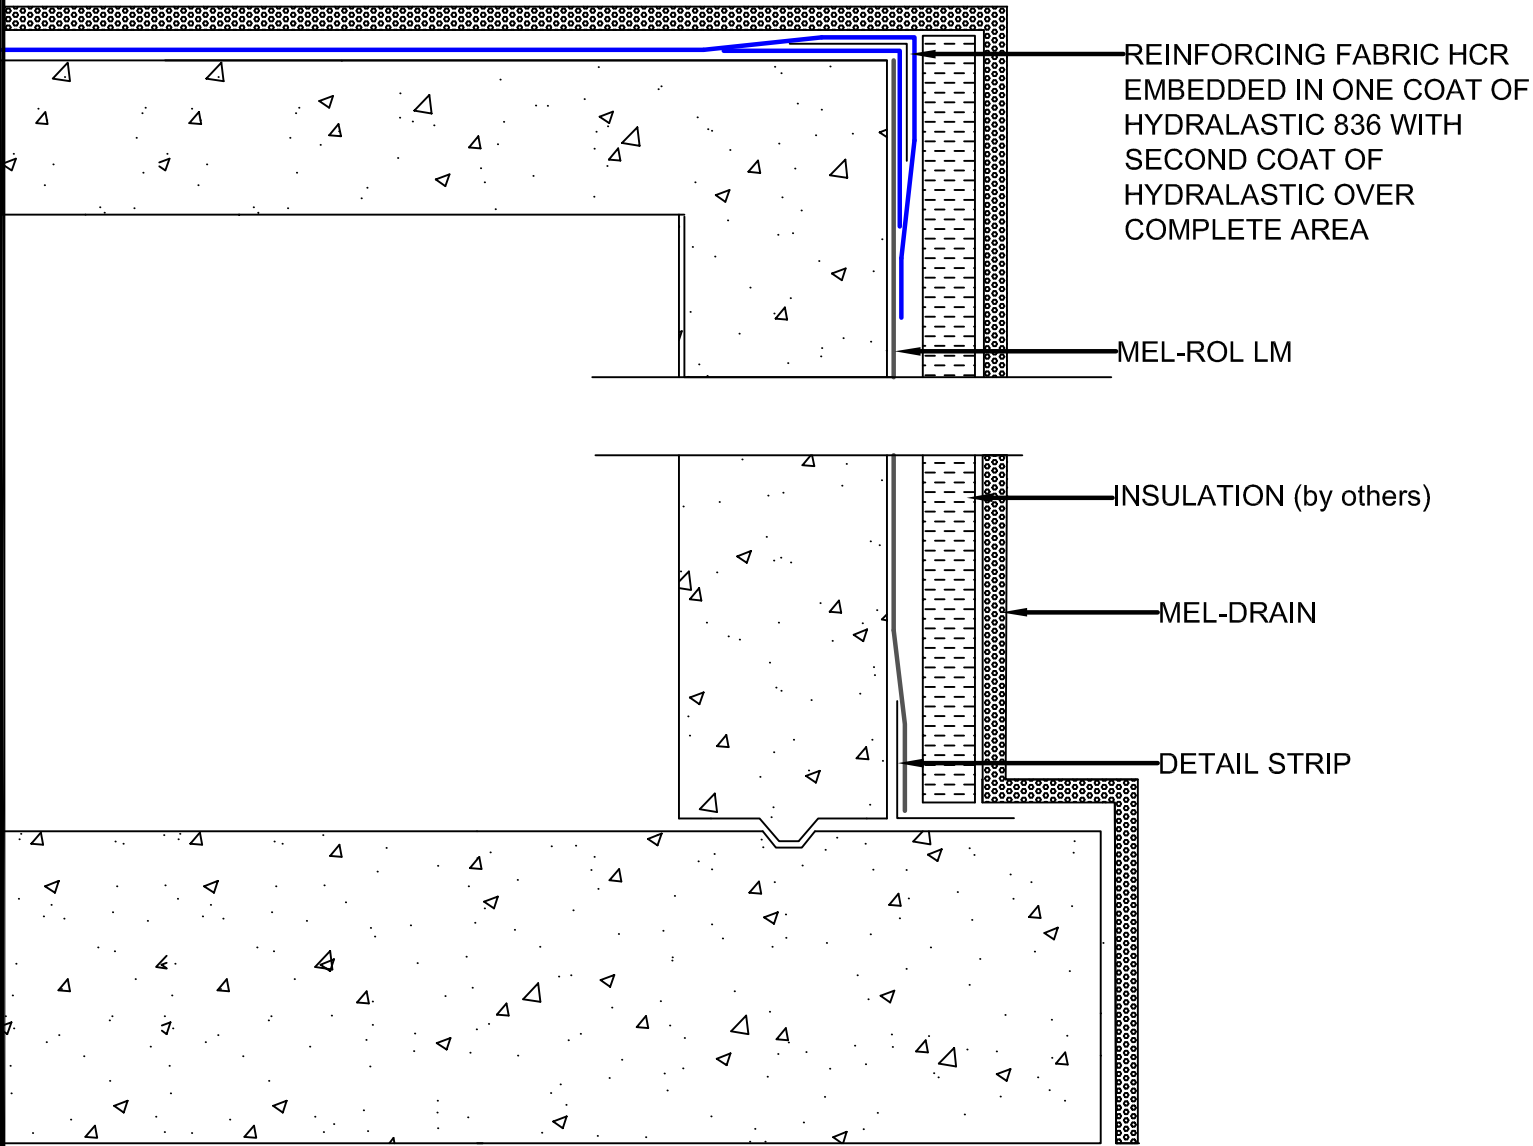 REINFORCING FABRIC HCR
EMBEDDED IN ONE COAT OF
HYDRALASTIC 836 WITH
SECOND COAT OF
HYDRALASTIC OVER
COMPLETE AREA
MEL-ROL LM
INSULATION (by others)
MEL-DRAIN
DETAIL STRIP